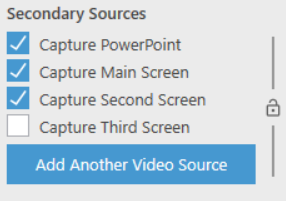 Secondary Sources
Capture PowerPoint
Capture Main Screen
Capture Second Screen
Capture Third Screen
Add Another Video Source